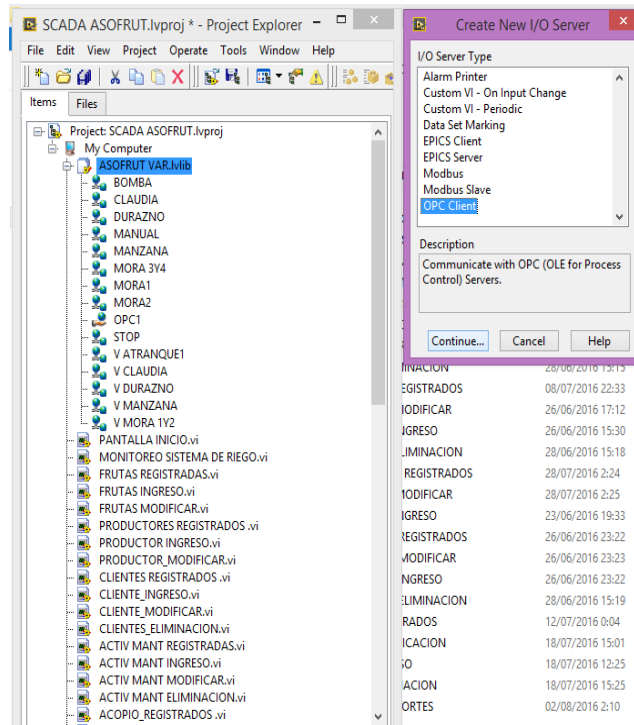 SCADA ASOFRUT.lvproj * - Project Explorer
File Edit View Project Operate Tools Window Help
Items Files
Project: SCADA ASOFRUT.lvproj
My Computer
ASOFRUT VAR.lvlib
BOMBA
CLAUDIA
DURAZNO
MANUAL
MANZANA
MORA 3Y4
MORA1
MORA2
OPC1
STOP
V ATRANQUE1
V CLAUDIA
V DURAZNO
V MANZANA
V MORA 1Y2
PANTALLA INICIO.vi
MONITOREO SISTEMA DE RIEGO.vi
FRUTAS REGISTRADAS.vi
FRUTAS INGRESO.vi
FRUTAS MODIFICAR.vi
PRODUCTORES REGISTRADOS .vi
PRODUCTOR INGRESO.vi
PRODUCTOR_MODIFICAR.vi
CLIENTES REGISTRADOS .vi
CLIENTE_INGRESO.vi
CLIENTE_MODIFICAR.vi
CLIENTES_ELIMINACION.vi
ACTIV MANT REGISTRADAS.vi
ACTIV MANT INGRESO.vi
ACTIV MANT MODIFICAR.vi
ACTIV MANT ELIMINACION.vi
ACOPIO_REGISTRADOS .vi
Create New I/O Server
I/O Server Type
Alarm Printer
Custom VI - On Input Change
Custom VI - Periodic
Data Set Marking
EPICS Client
EPICS Server
Modbus
Modbus Slave
OPC Client
Description
Communicate with OPC (OLE for Process
Control) Servers.
Continue... Cancel Help
INACION 28/06/2016 15:15
EGISTRADOS 08/07/2016 22:33
IODIFICAR 26/06/2016 17:12
NGRESO 26/06/2016 15:30
LIMINACION 28/06/2016 15:18
REGISTRADOS 28/07/2016 2:24
MODIFICAR 28/07/2016 2:25
IGRESO 23/06/2016 19:33
REGISTRADOS 26/06/2016 23:22
MODIFICAR 26/06/2016 23:23
NGRESO 26/06/2016 23:22
ELIMINACION 28/06/2016 15:19
RADOS 12/07/2016 0:04
ICACION 18/07/2016 15:01
SO 18/07/2016 12:25
IACION 18/07/2016 15:25
ORTES 02/08/2016 2:10